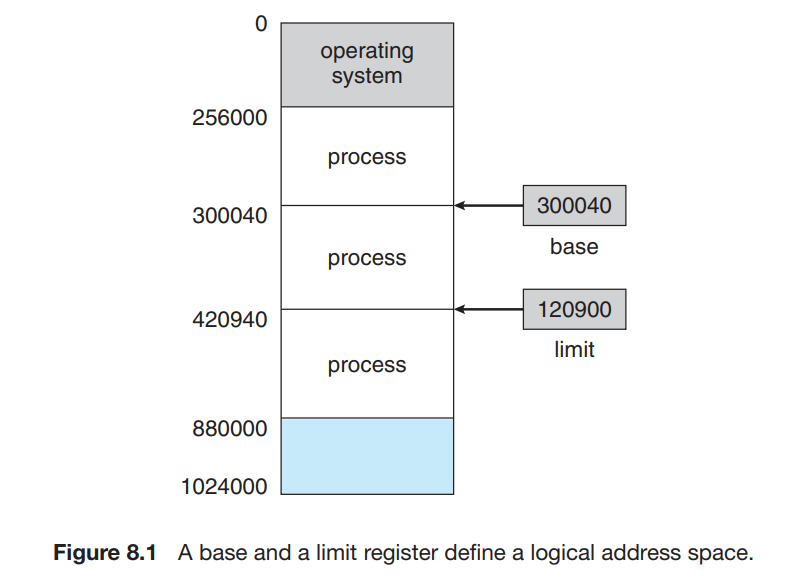 0
operating
system
256000
process
300040
300040
base
process
420940
120900
limit
process
880000
1024000
Figure 8.1 A base and a limit register define a logical address space.